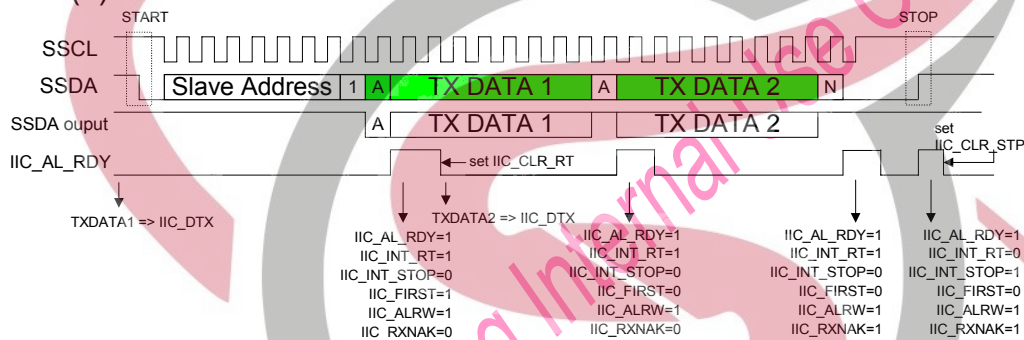 START
STOP
SSCL
SSDA
Slave Address 1 A TX DATA 1 A TX DATA 2 N
SSDA ouput
A TX DATA 1 TX DATA 2
set
IIC_CLR_STP
IIC_AL_RDY
set IIC_CLR_RT
TXDATA1 => IIC_DTX
TXDATA2 => IIC_DTX
IIC_AL_RDY=1
IIC_INT_RT=1
IIC_INT_STOP=0
IIC_FIRST=1
IIC_ALRW=1
IIC_RXNAK=0
IIC_AL_RDY=1
IIC_INT_RT=1
IIC_INT_STOP=0
IIC_FIRST=0
IIC_ALRW=1
IIC_RXNAK=0
IIC_AL_RDY=1
IIC_INT_RT=1
IIC_INT_STOP=0
IIC_FIRST=0
IIC_ALRW=1
IIC_RXNAK=1
IIC_AL_RDY=1
IIC_INT_RT=0
IIC_INT_STOP=1
IIC_FIRST=0
IIC_ALRW=1
IIC_RXNAK=1
Internal Use